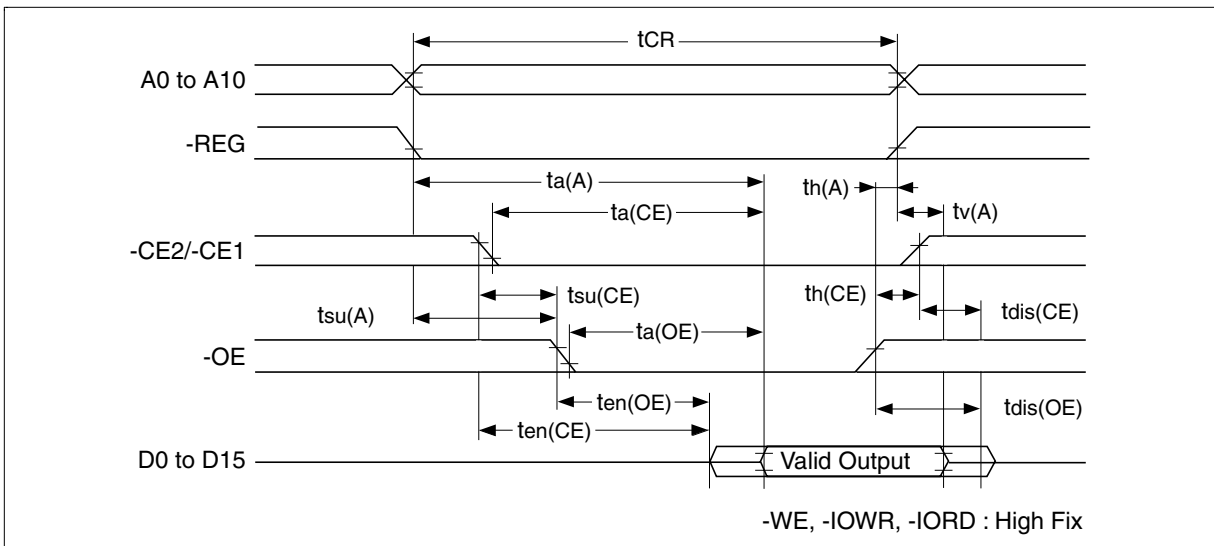 tCR
A0 to A10
-REG
ta(A)
th(A)
ta(CE)
tv(A)
-CE2/-CE1
tsu(CE)
th(CE)
tsu(A)
tdis(CE)
ta(OE)
-OE
ten(OE)
tdis(OE)
ten(CE)
D0 to D15
Valid Output
-WE, -IOWR, -IORD : High Fix